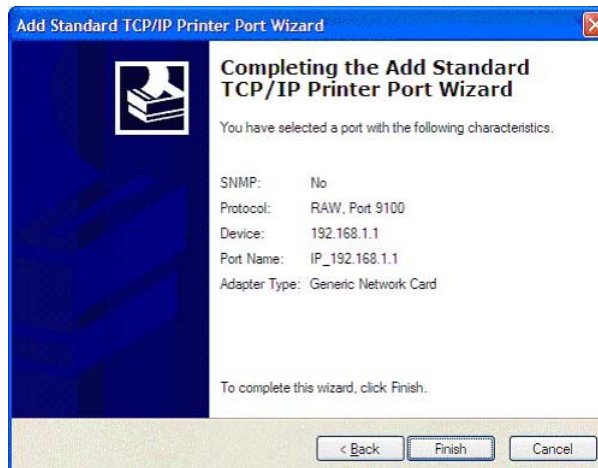 Add Standard TCP/IP Printer Port Wizard
Completing the Add Standard
TCP/IP Printer Port Wizard
You have selected a port with the following characteristics.
SNMP: No
Protocol: RAW, Port 9100
Device: 192.168.1.1
Port Name: IP_192.168.1.1
Adapter Type: Generic Network Card
To complete this wizard, click Finish.
< Back Finish Cancel